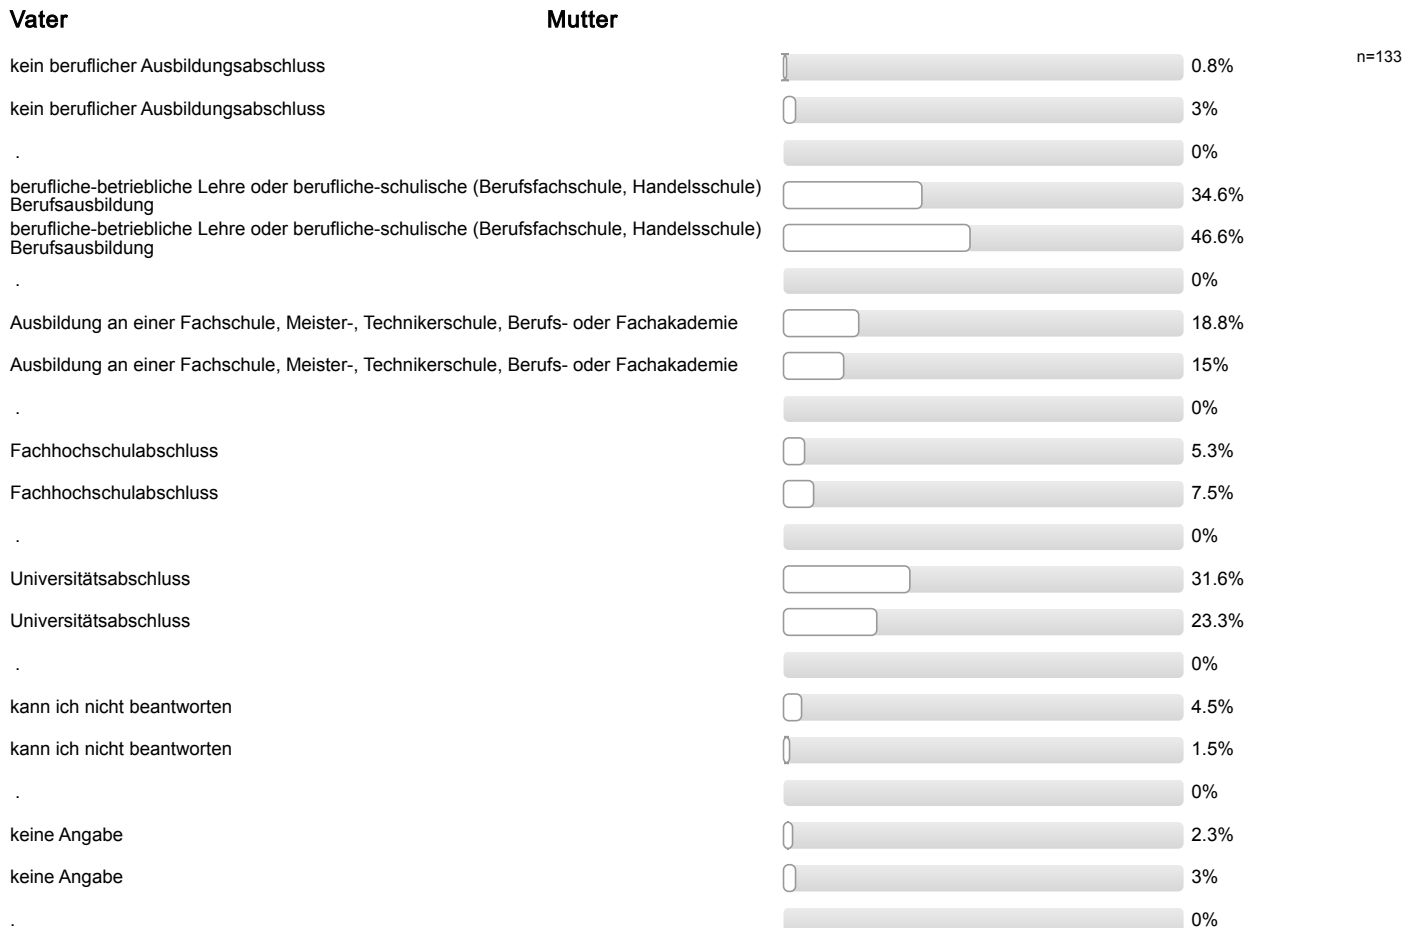 Vater Mutter
kein beruflicher Ausbildungsabschluss 0.8% n=133
kein beruflicher Ausbildungsabschluss 3%
. 0%
berufliche-betriebliche Lehre oder berufliche-schulische (Berufsfachschule, Handelsschule)
Berufsausbildung 34.6%
berufliche-betriebliche Lehre oder berufliche-schulische (Berufsfachschule, Handelsschule)
Berufsausbildung 46.6%
. 0%
Ausbildung an einer Fachschule, Meister-, Technikerschule, Berufs- oder Fachakademie 18.8%
Ausbildung an einer Fachschule, Meister-, Technikerschule, Berufs- oder Fachakademie 15%
. 0%
Fachhochschulabschluss 5.3%
Fachhochschulabschluss 7.5%
. 0%
Universitätsabschluss 31.6%
Universitätsabschluss 23.3%
. 0%
kann ich nicht beantworten 4.5%
kann ich nicht beantworten 1.5%
. 0%
keine Angabe 2.3%
keine Angabe 3%
. 0%